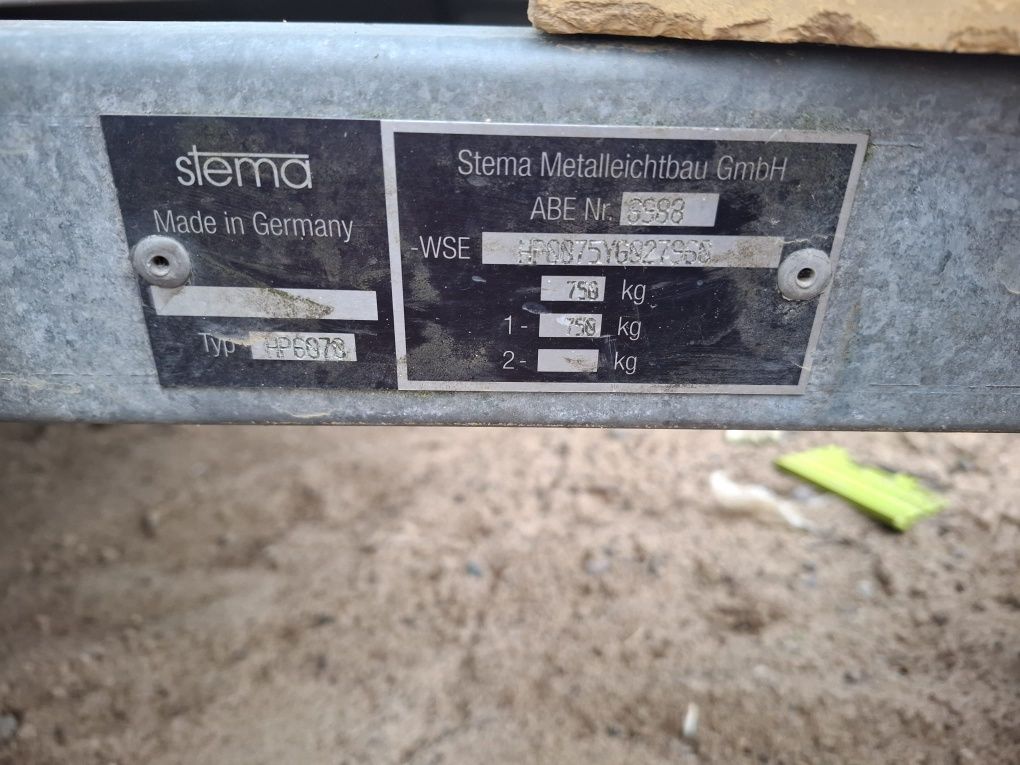 stema
Made in Germany
Typ HP6070
Stema Metalleichtbau GmbH
ABE Nr.
-WSE
750 kg
1- 750 kg
2- kg